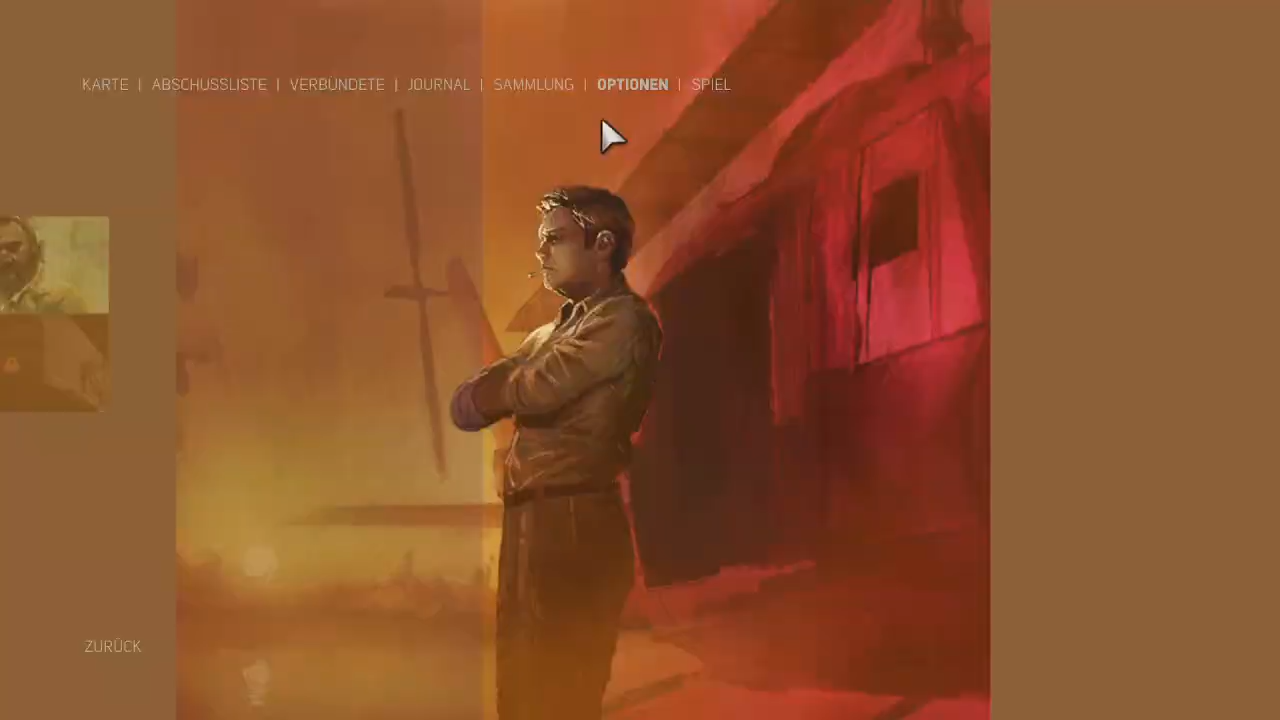 KARTE | ABSCHUSSLISTE | VERBÜNDETE | JOURNAL | SAMMLUNG | OPTIONEN | SPIEL
ZURÜCK